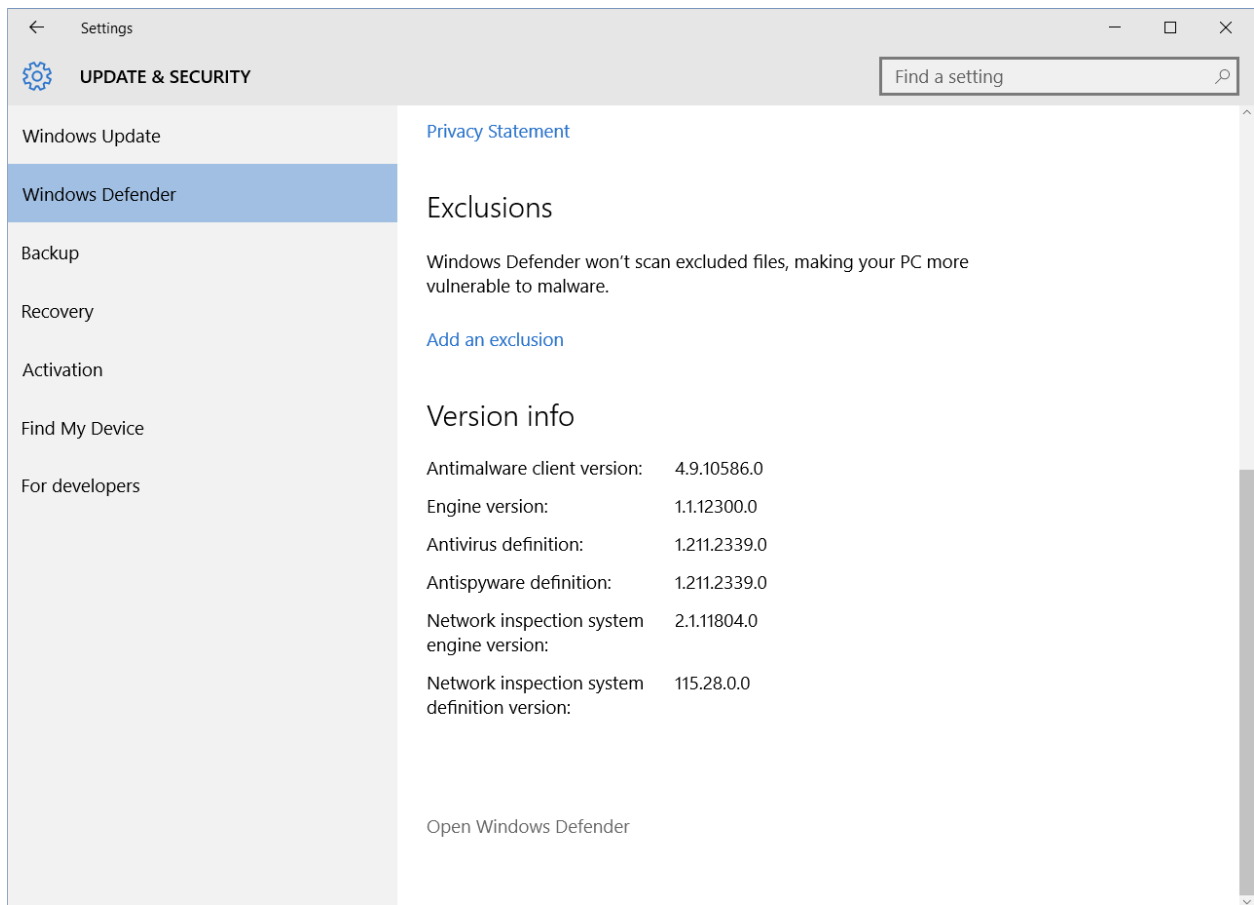 Settings
UPDATE & SECURITY
Find a setting
Windows Update
Windows Defender
Backup
Recovery
Activation
Find My Device
For developers
Privacy Statement
Exclusions
Windows Defender won't scan excluded files, making your PC more
vulnerable to malware.
Add an exclusion
Version info
Antimalware client version: 4.9.10586.0
Engine version: 1.1.12300.0
Antivirus definition: 1.211.2339.0
Antispyware definition: 1.211.2339.0
Network inspection system 2.1.11804.0
engine version:
Network inspection system 115.28.0.0
definition version:
Open Windows Defender